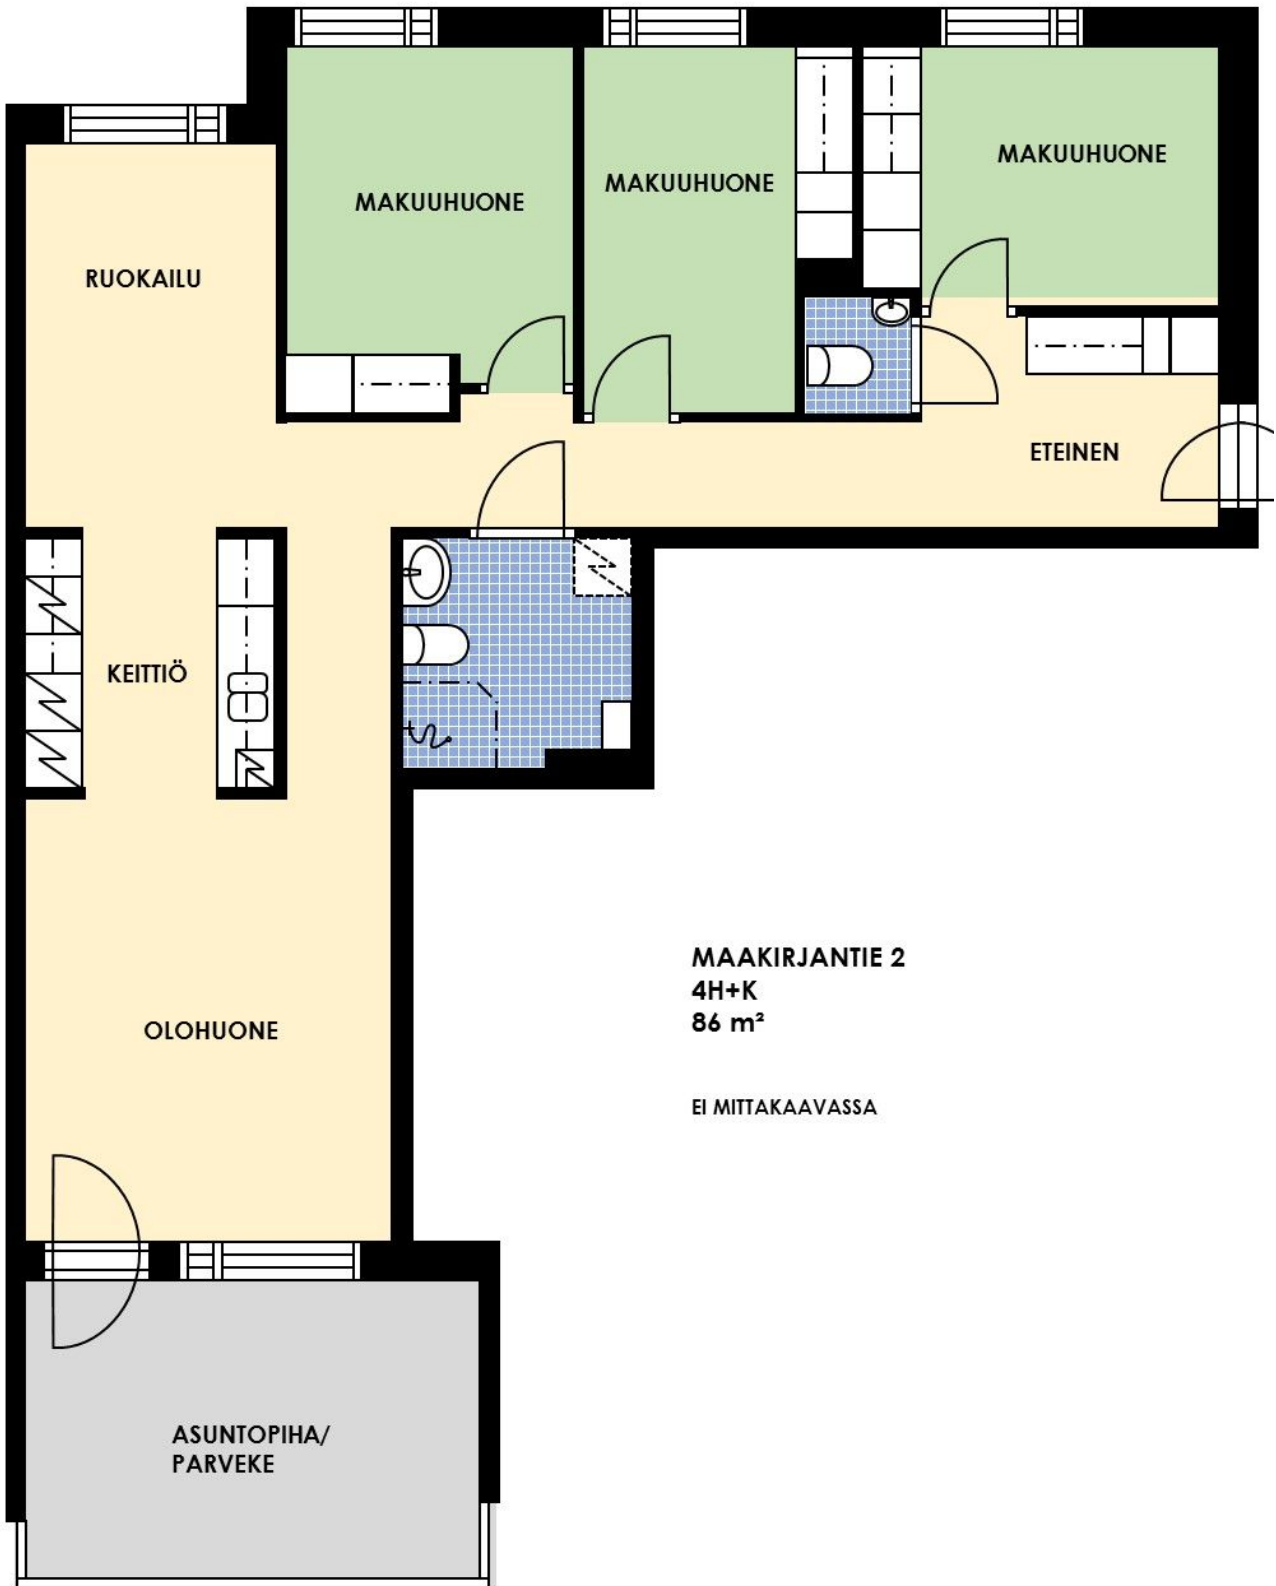 MAKUUHUONE
MAKUUHUONE
MAKUUHUONE
RUOKAILU
ETEINEN
KEITTIÖ
OLOHUONE
MAAKIRJANTIE 2
4H+K
86 m²
EI MITTAKAAVASSA
ASUNTOPIHA/
PARVEKE